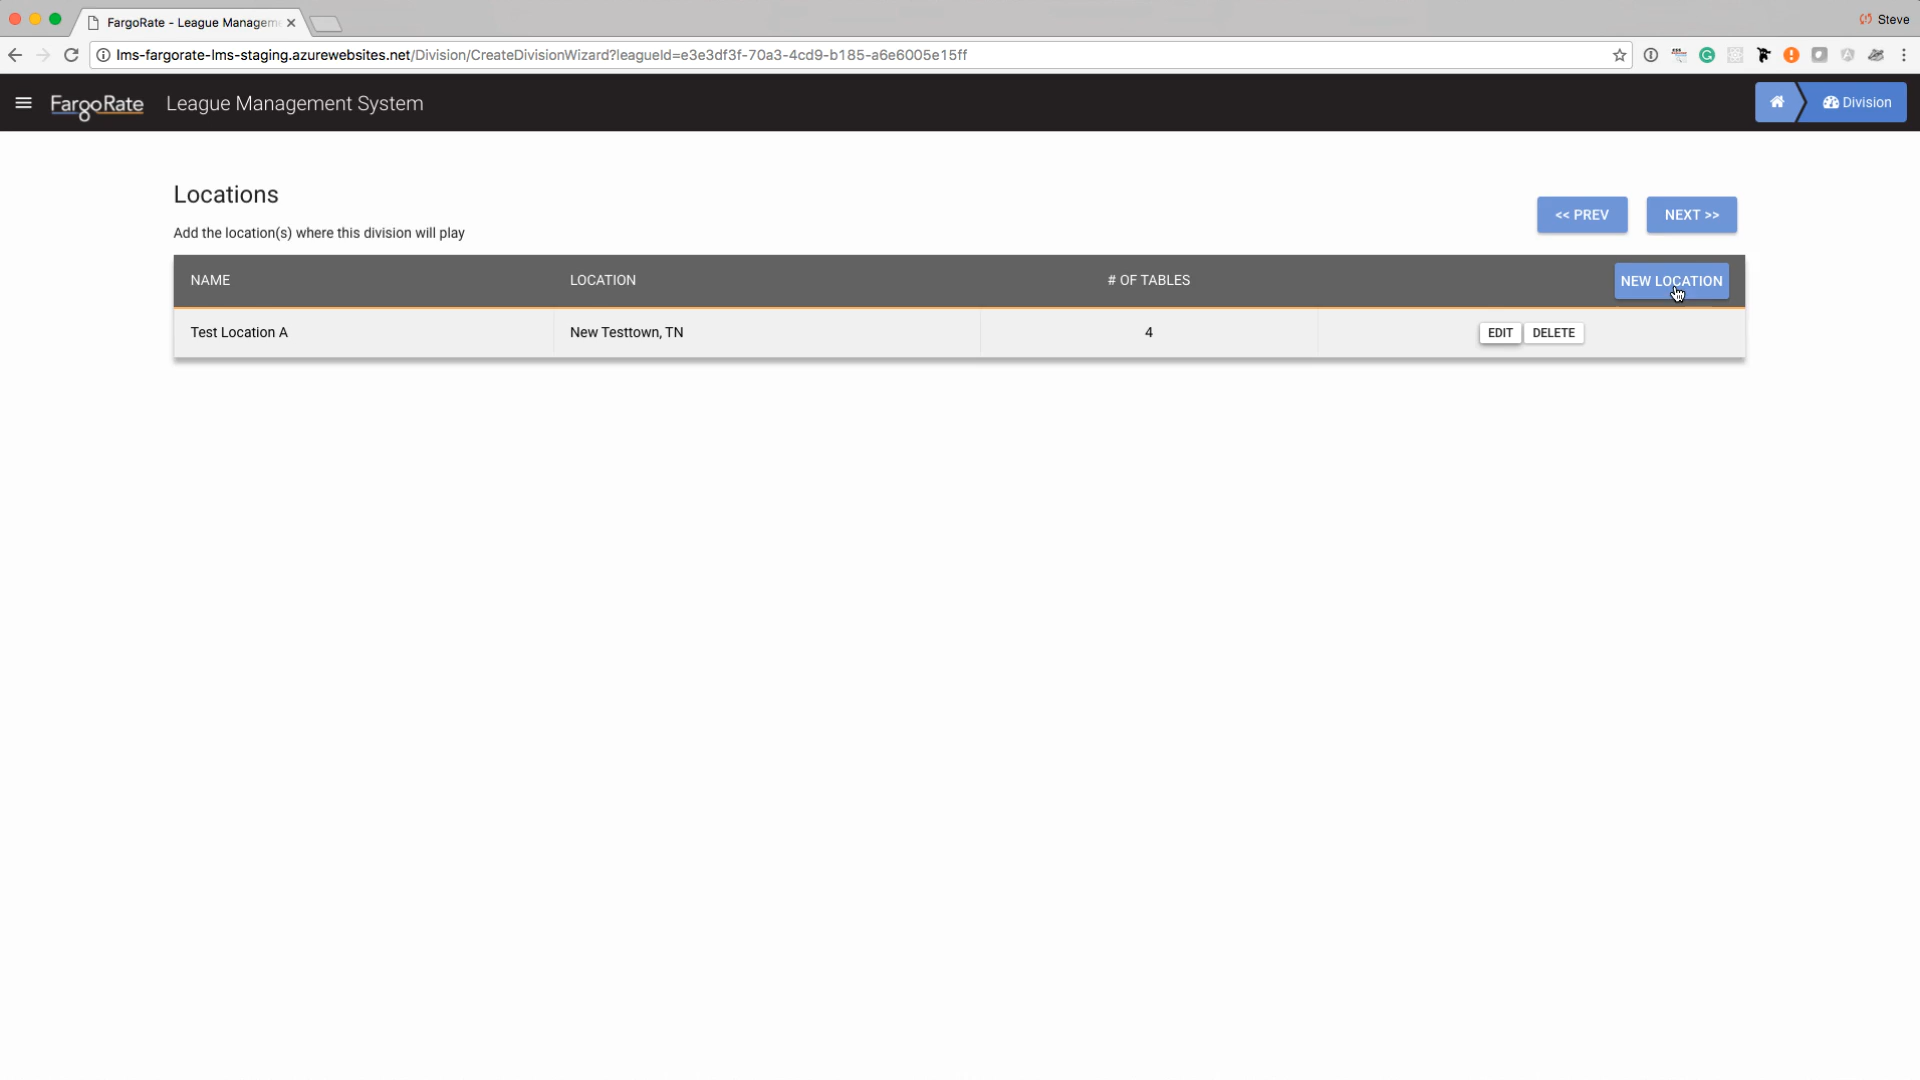 FargoRate - League Managem
Steve
lms-fargorate-lms-staging.azurewebsites.net/Division/CreateDivisionWizard?leagueId=e3e3df3f-70a3-4cd9-b185-a6e6005e15ff
FargoRate League Management System
Division
Locations
<< PREV NEXT >>
Add the location(s) where this division will play
NAME LOCATION # OF TABLES NEW LOCATION
Test Location A New Testtown, TN 4 EDIT DELETE